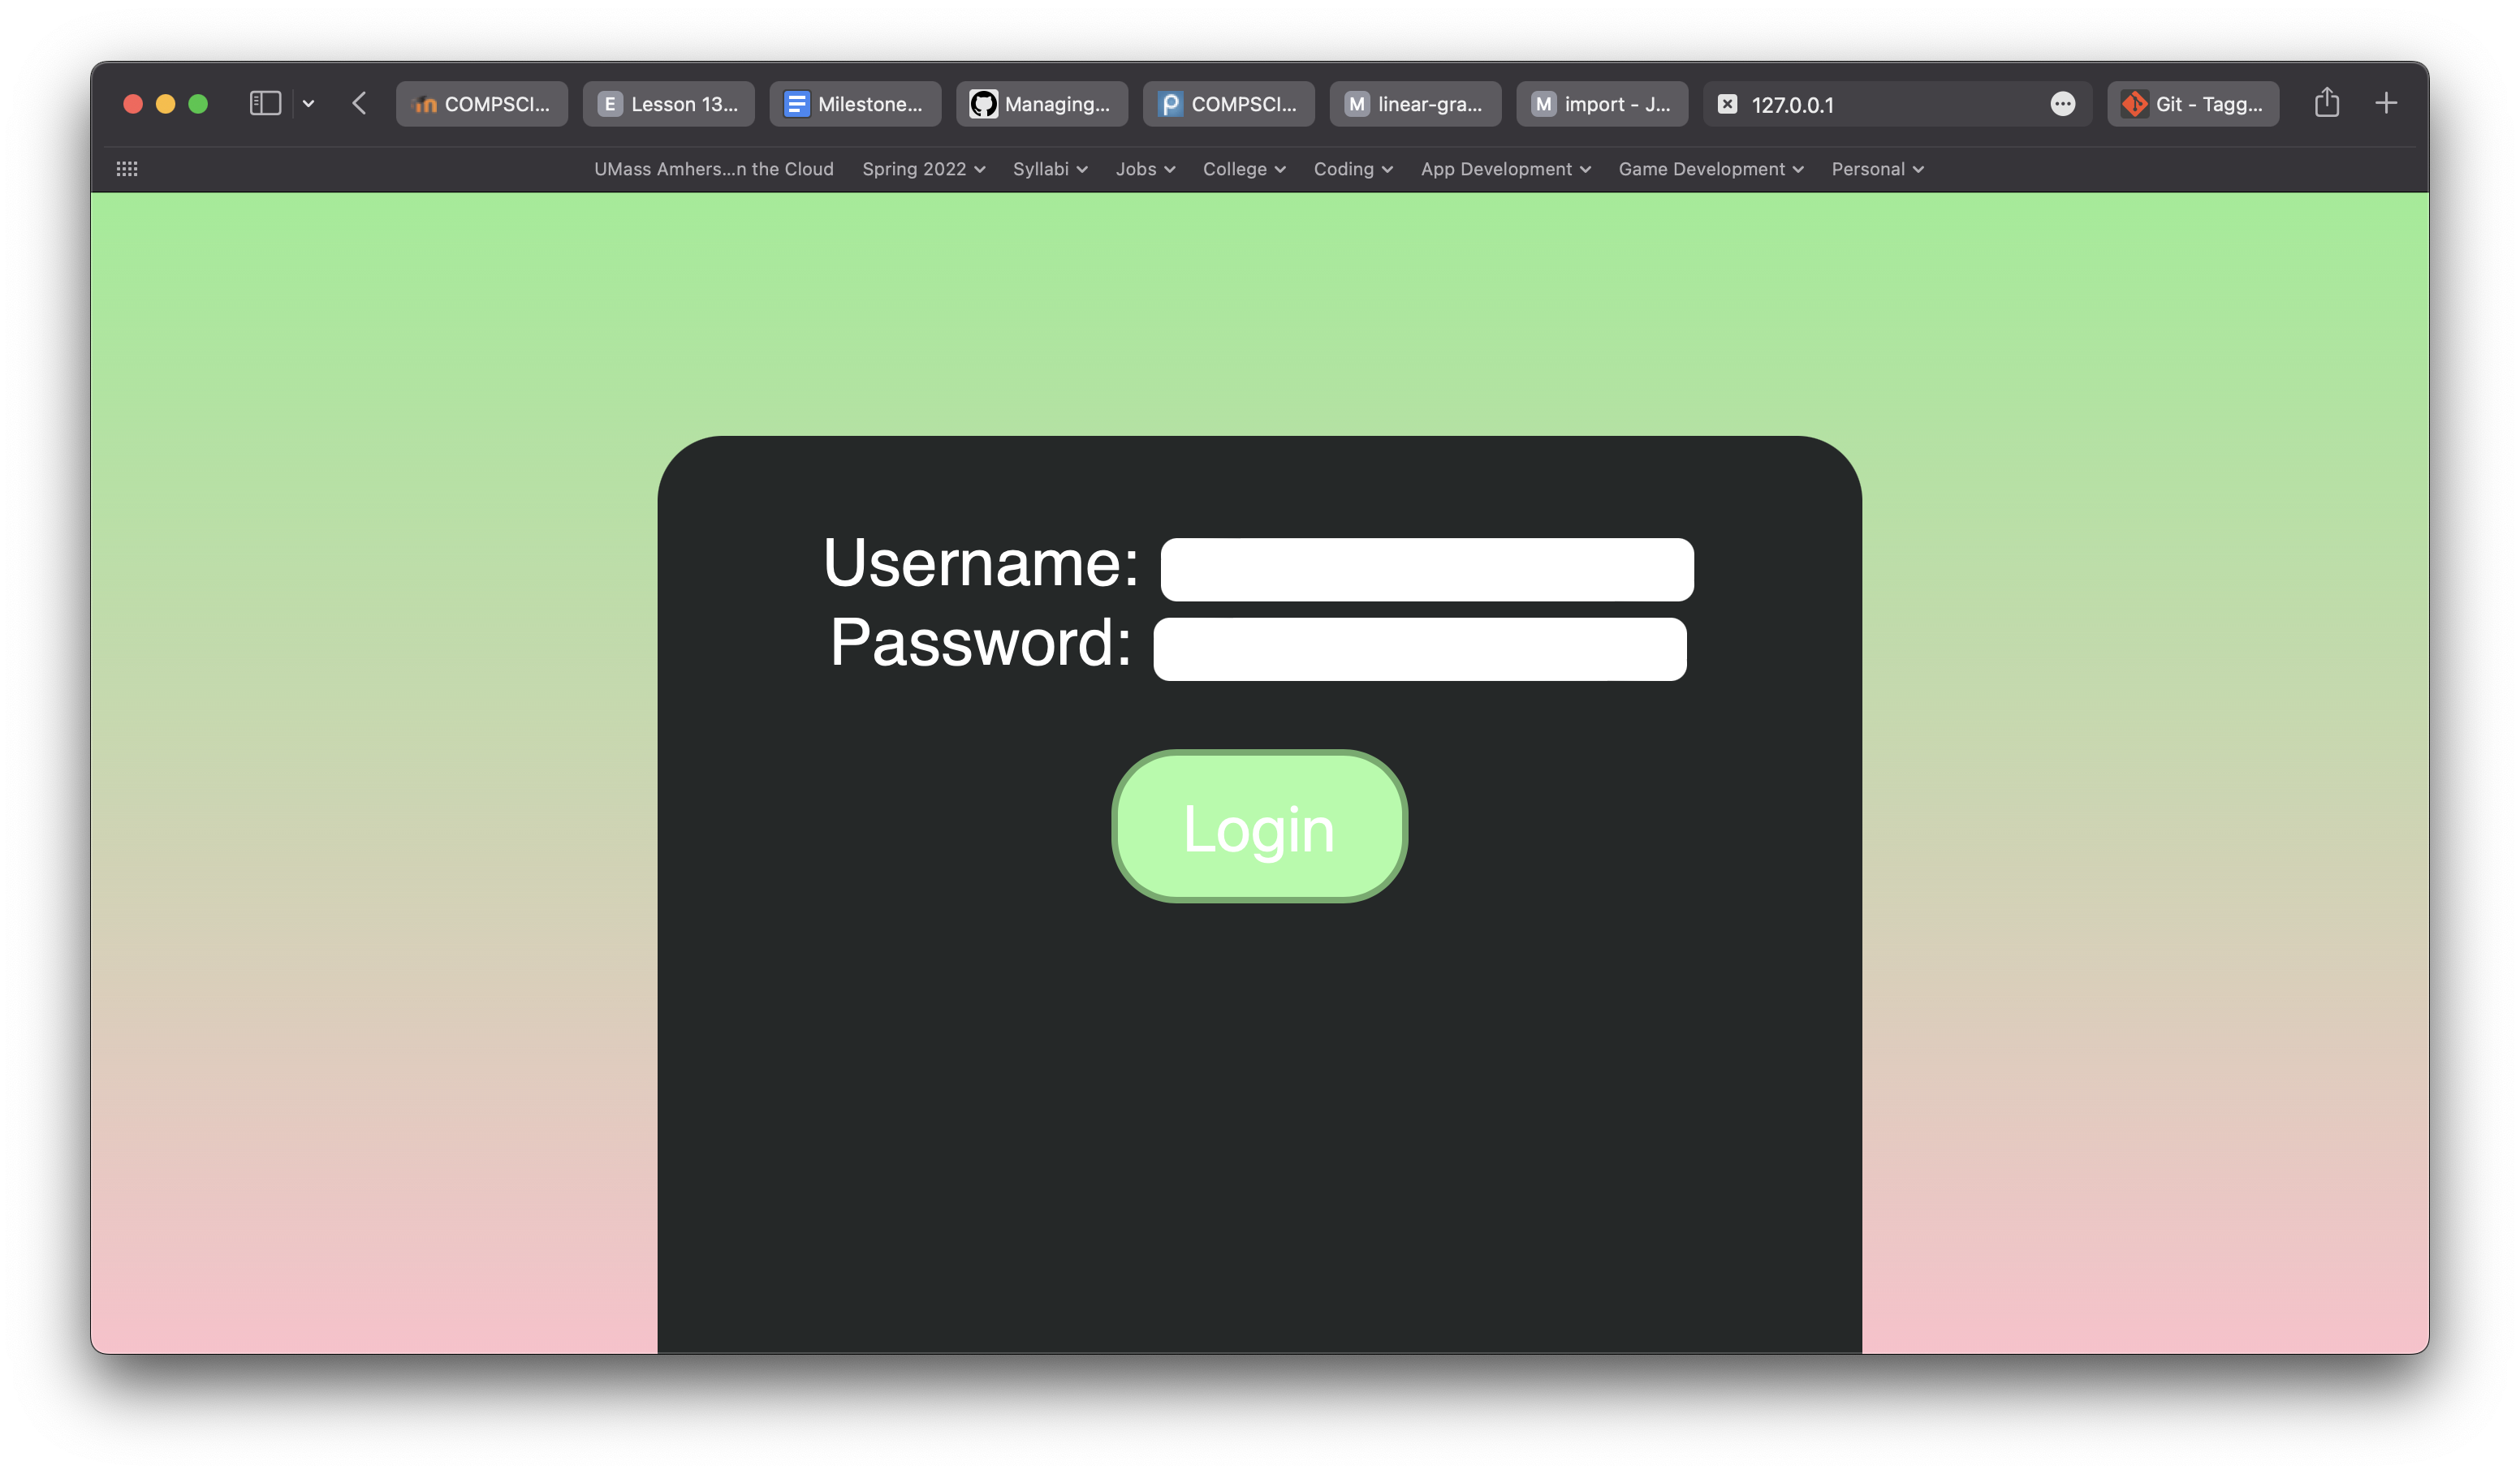 COMPSCI... E Lesson 13... Milestone... Managing... COMPSCI... M linear-gra... M import - J... 127.0.0.1 Git - Tagg...
UMass Amhers...n the Cloud Spring 2022 Syllabi Jobs College Coding App Development Game Development Personal
Username:
Password:
Login